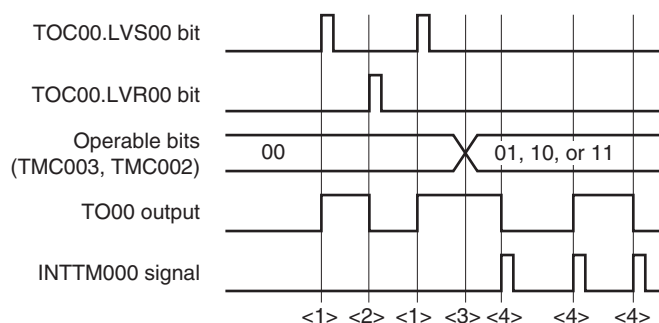 TOC00.LVS00 bit
TOC00.LVR00 bit
Operable bits
(TMC003, TMC002)
00
01, 10, or 11
TO00 output
INTTM000 signal
<1> <2> <1> <3> <4> <4> <4>